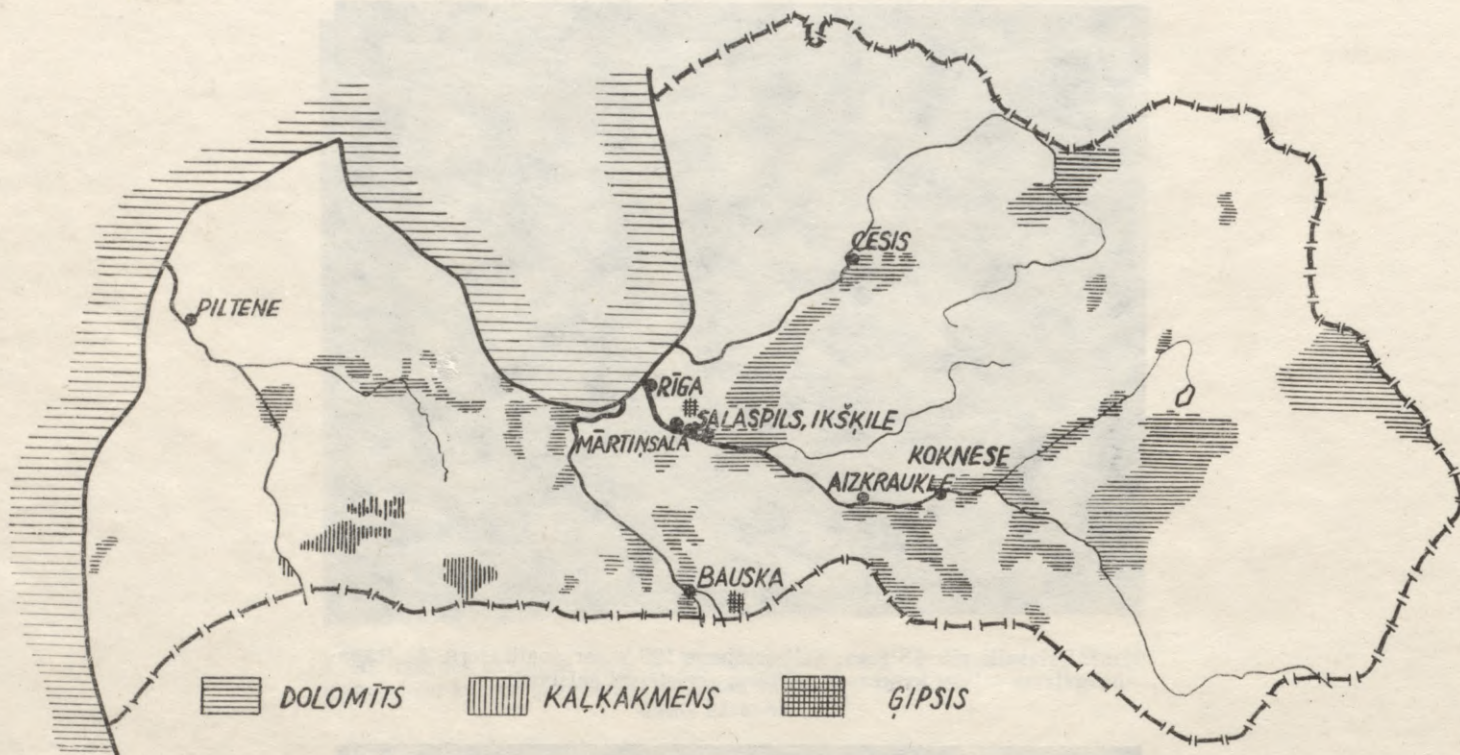 CĒSIS
PILTENE
RĪGA
SALASPILS, IKŠĶILE
MĀRTIŅSALA
KOKNESE
AIZKRAUKLE
BAUSKA
DOLOMĪTS
KAĻĶAKMENS
ĢIPSIS